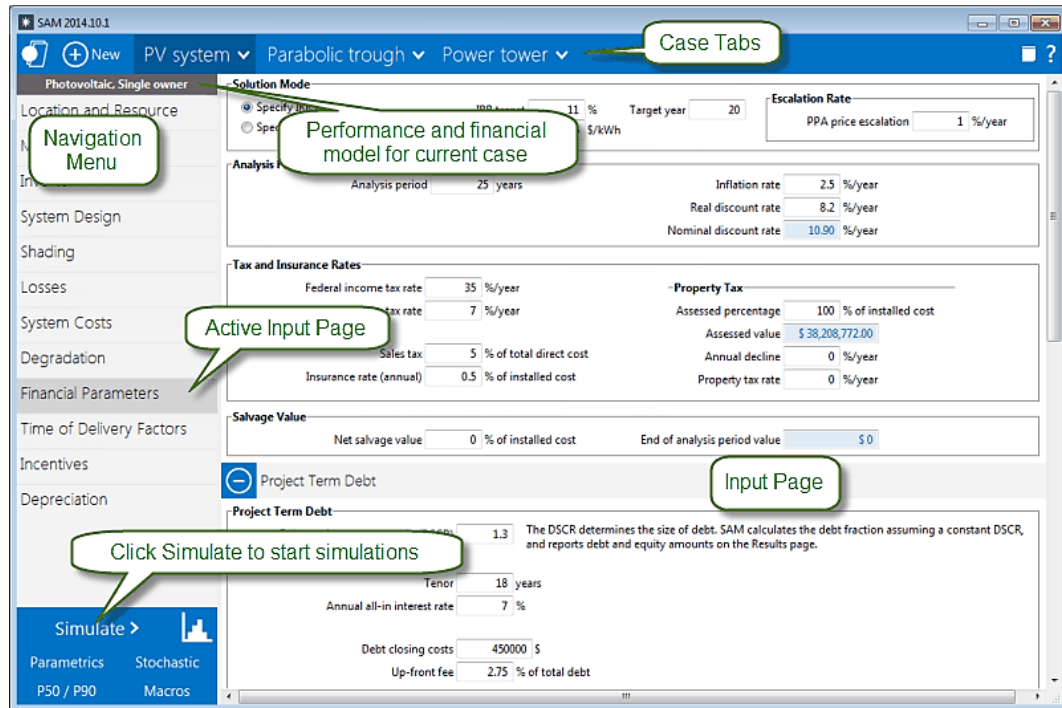 SAM 2014.10.1
New PV system Parabolic trough Power tower ?
Case Tabs
Photovoltaic, Single owner
Location and Resource
Navigation
Menu
System Design
Shading
Losses
System Costs
Degradation
Financial Parameters
Time of Delivery Factors
Incentives
Depreciation
Performance and financial
model for current case
Active Input Page
Click Simulate to start simulations
Simulate >
Parametrics Stochastic
P50 / P90 Macros
Solution Mode
Specify 11 % Target year 20
$/kWh
Escalation Rate
PPA price escalation 1 %/year
Analysis
Analysis period 25 years
Inflation rate 2.5 %/year
Real discount rate 8.2 %/year
Nominal discount rate 10.90 %/year
Tax and Insurance Rates
Federal income tax rate 35 %/year
tax rate 7 %/year
Sales tax 5 % of total direct cost
Insurance rate (annual) 0.5 % of installed cost
Property Tax
Assessed percentage 100 % of installed cost
Assessed value $ 38,208,772.00
Annual decline 0 %/year
Property tax rate 0 %/year
Salvage Value
Net salvage value 0 % of installed cost End of analysis period value $ 0
Project Term Debt
Input Page
Project Term Debt
1.3 The DSCR determines the size of debt. SAM calculates the debt fraction assuming a constant DSCR,
and reports debt and equity amounts on the Results page.
Tenor 18 years
Annual all-in interest rate 7 %
Debt closing costs 450000 $
Up-front fee 2.75 % of total debt